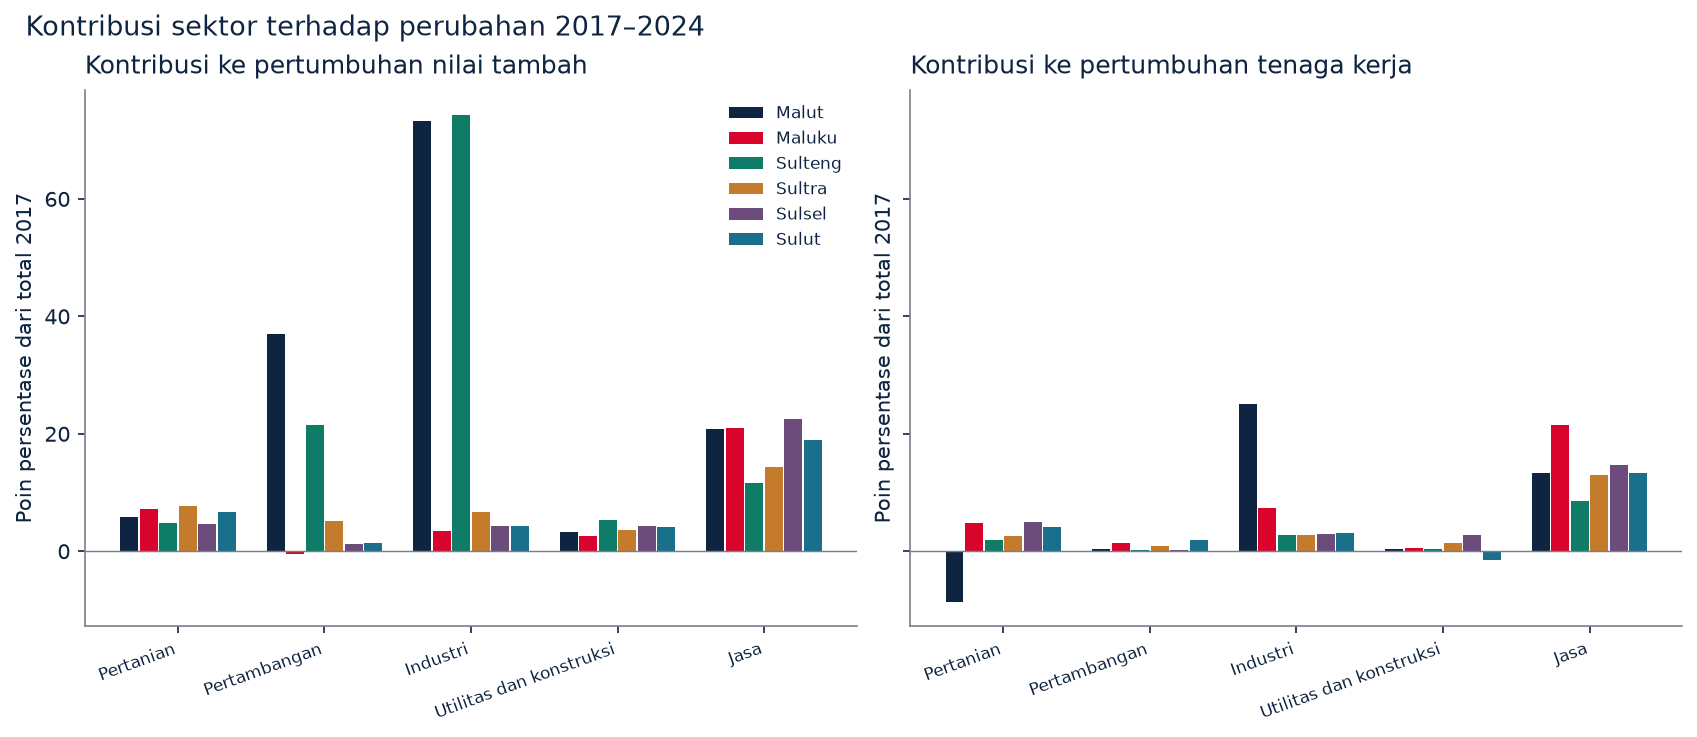 Kontribusi sektor terhadap perubahan 2017–2024
Kontribusi ke pertumbuhan nilai tambah
Poin persentase dari total 2017
60
40
20
0
Malut
Maluku
Sulteng
Sultra
Sulsel
Sulut
Pertanian
Pertambangan
Industri
Utilitas dan konstruksi
Jasa
Kontribusi ke pertumbuhan tenaga kerja
Poin persentase dari total 2017
Pertanian
Pertambangan
Industri
Utilitas dan konstruksi
Jasa